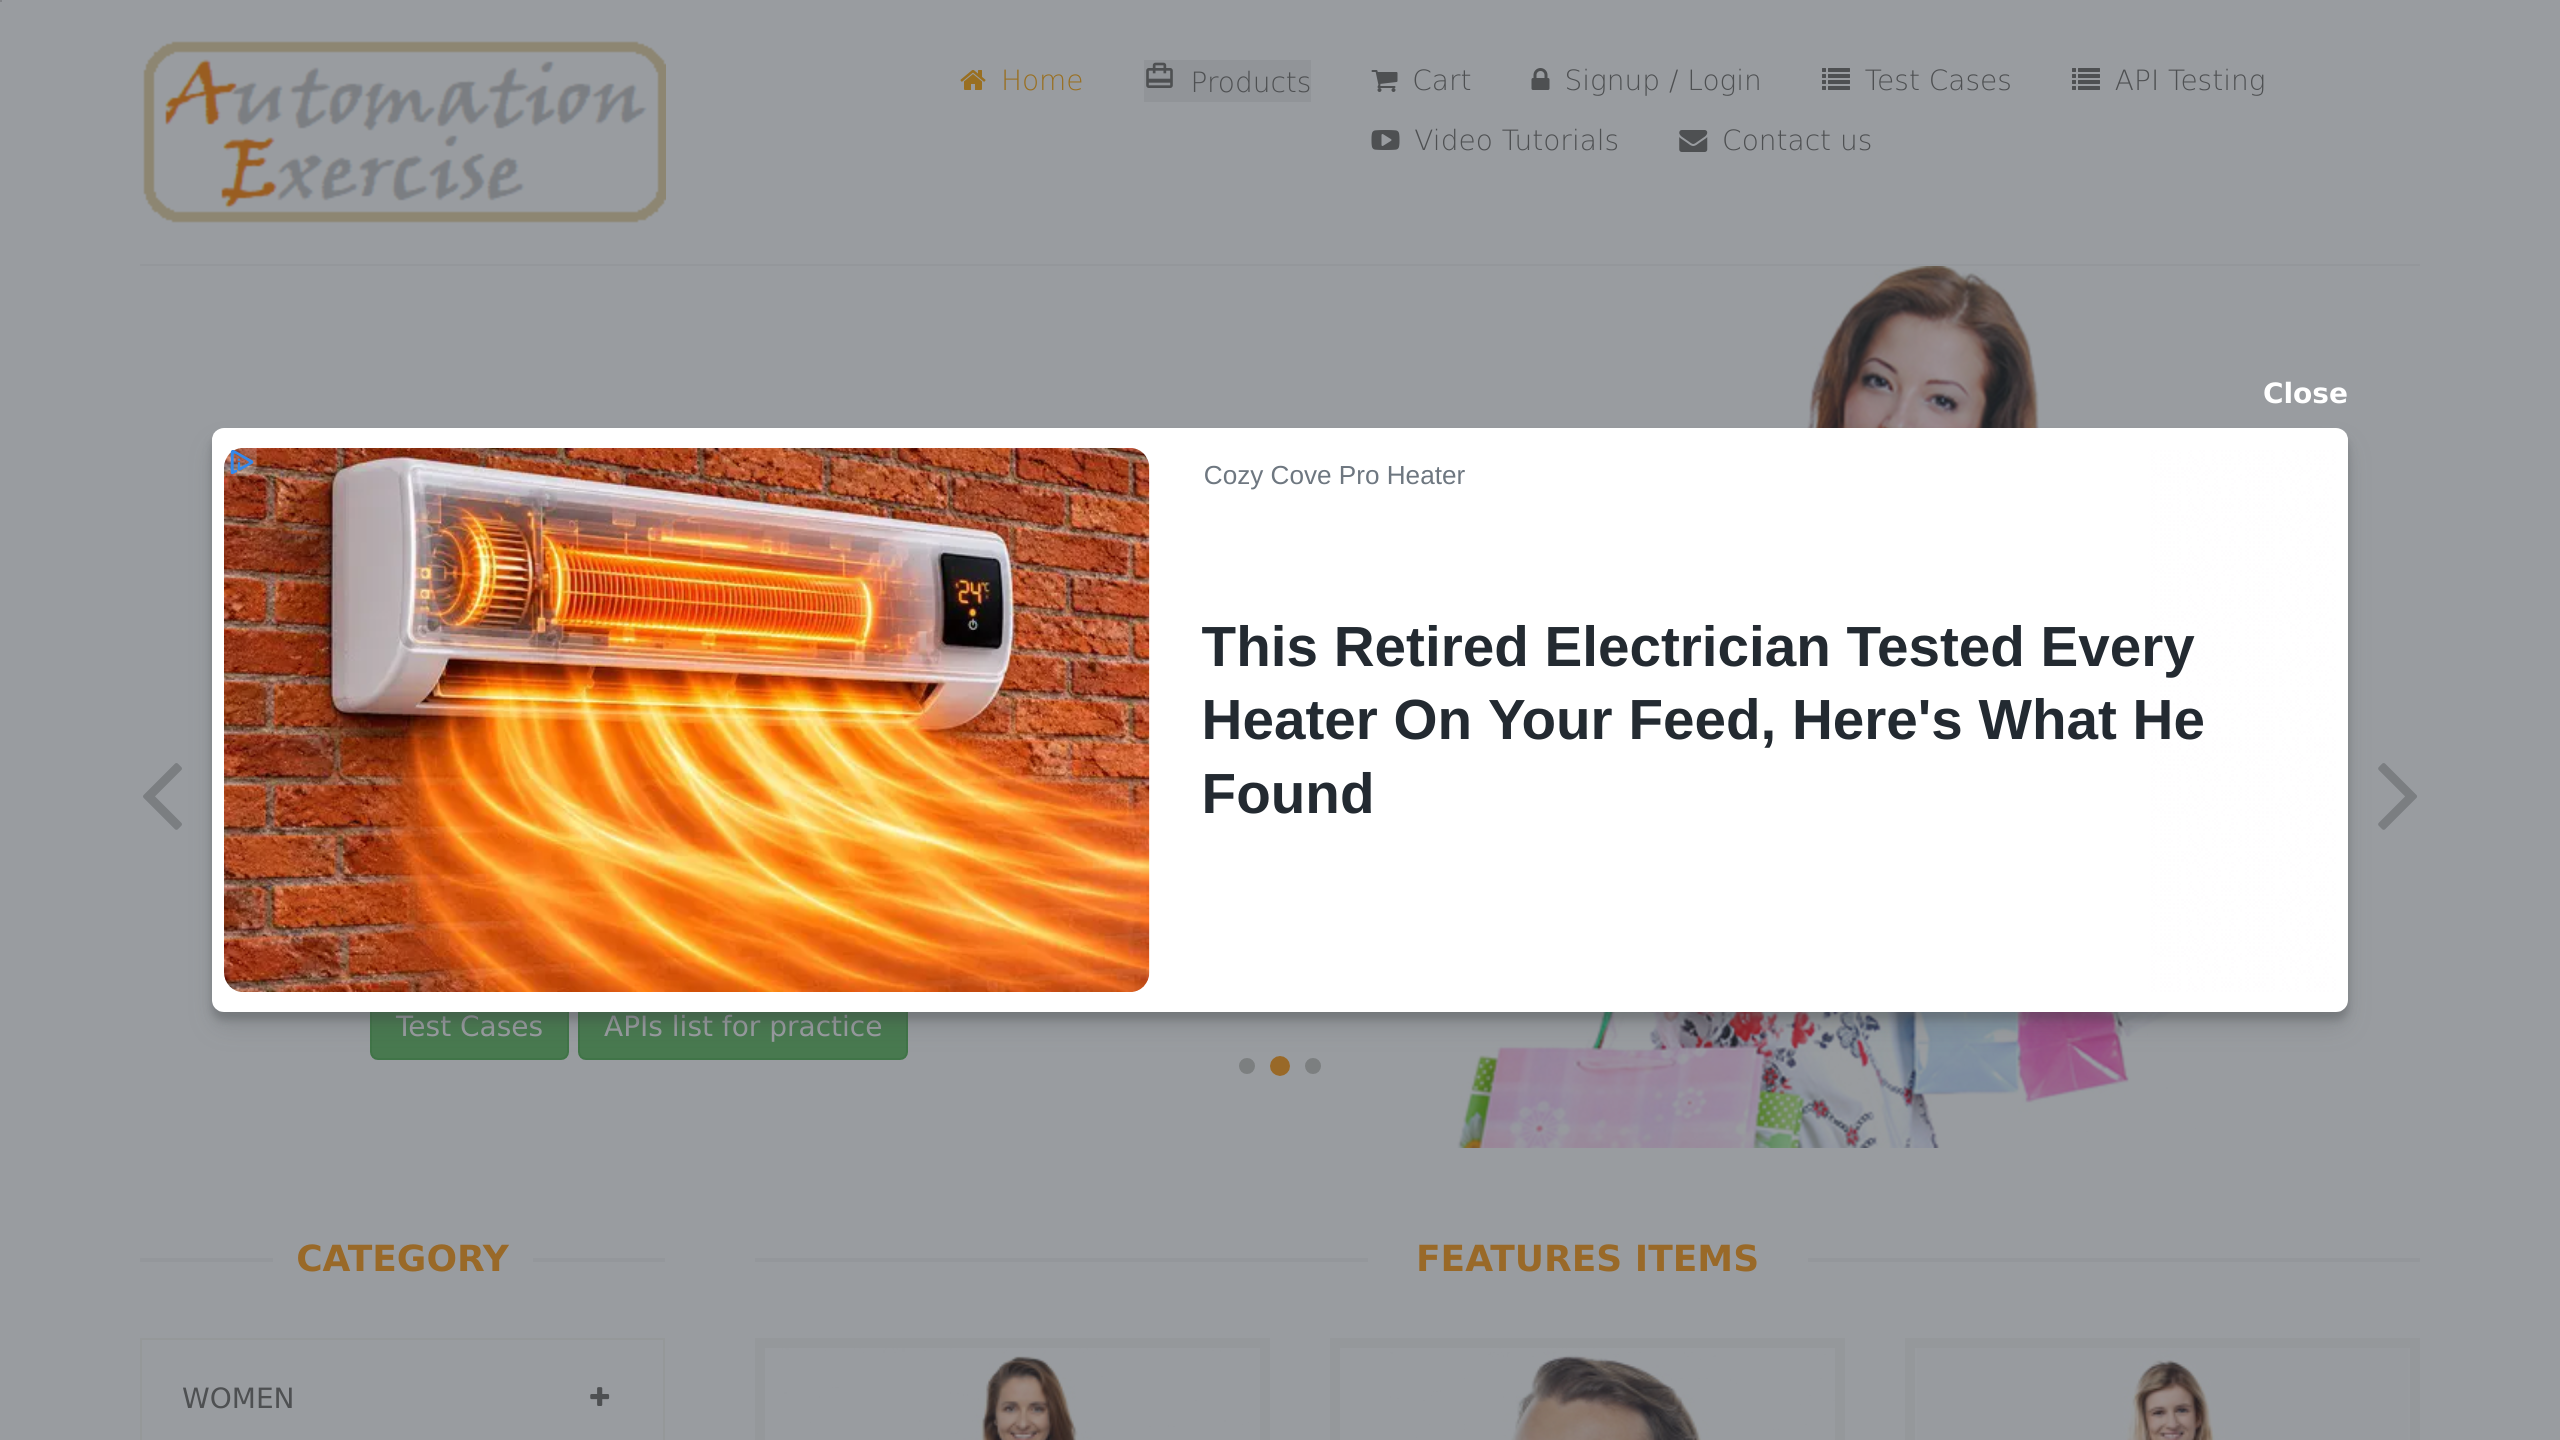 Automation
Exercise
Home
Products
Cart
Signup / Login
Test Cases
API Testing
Video Tutorials
Contact us
Close
Cozy Cove Pro Heater
24°C
This Retired Electrician Tested Every
Heater On Your Feed, Here's What He
Found
Test Cases
APIs list for practice
CATEGORY
FEATURES ITEMS
WOMEN